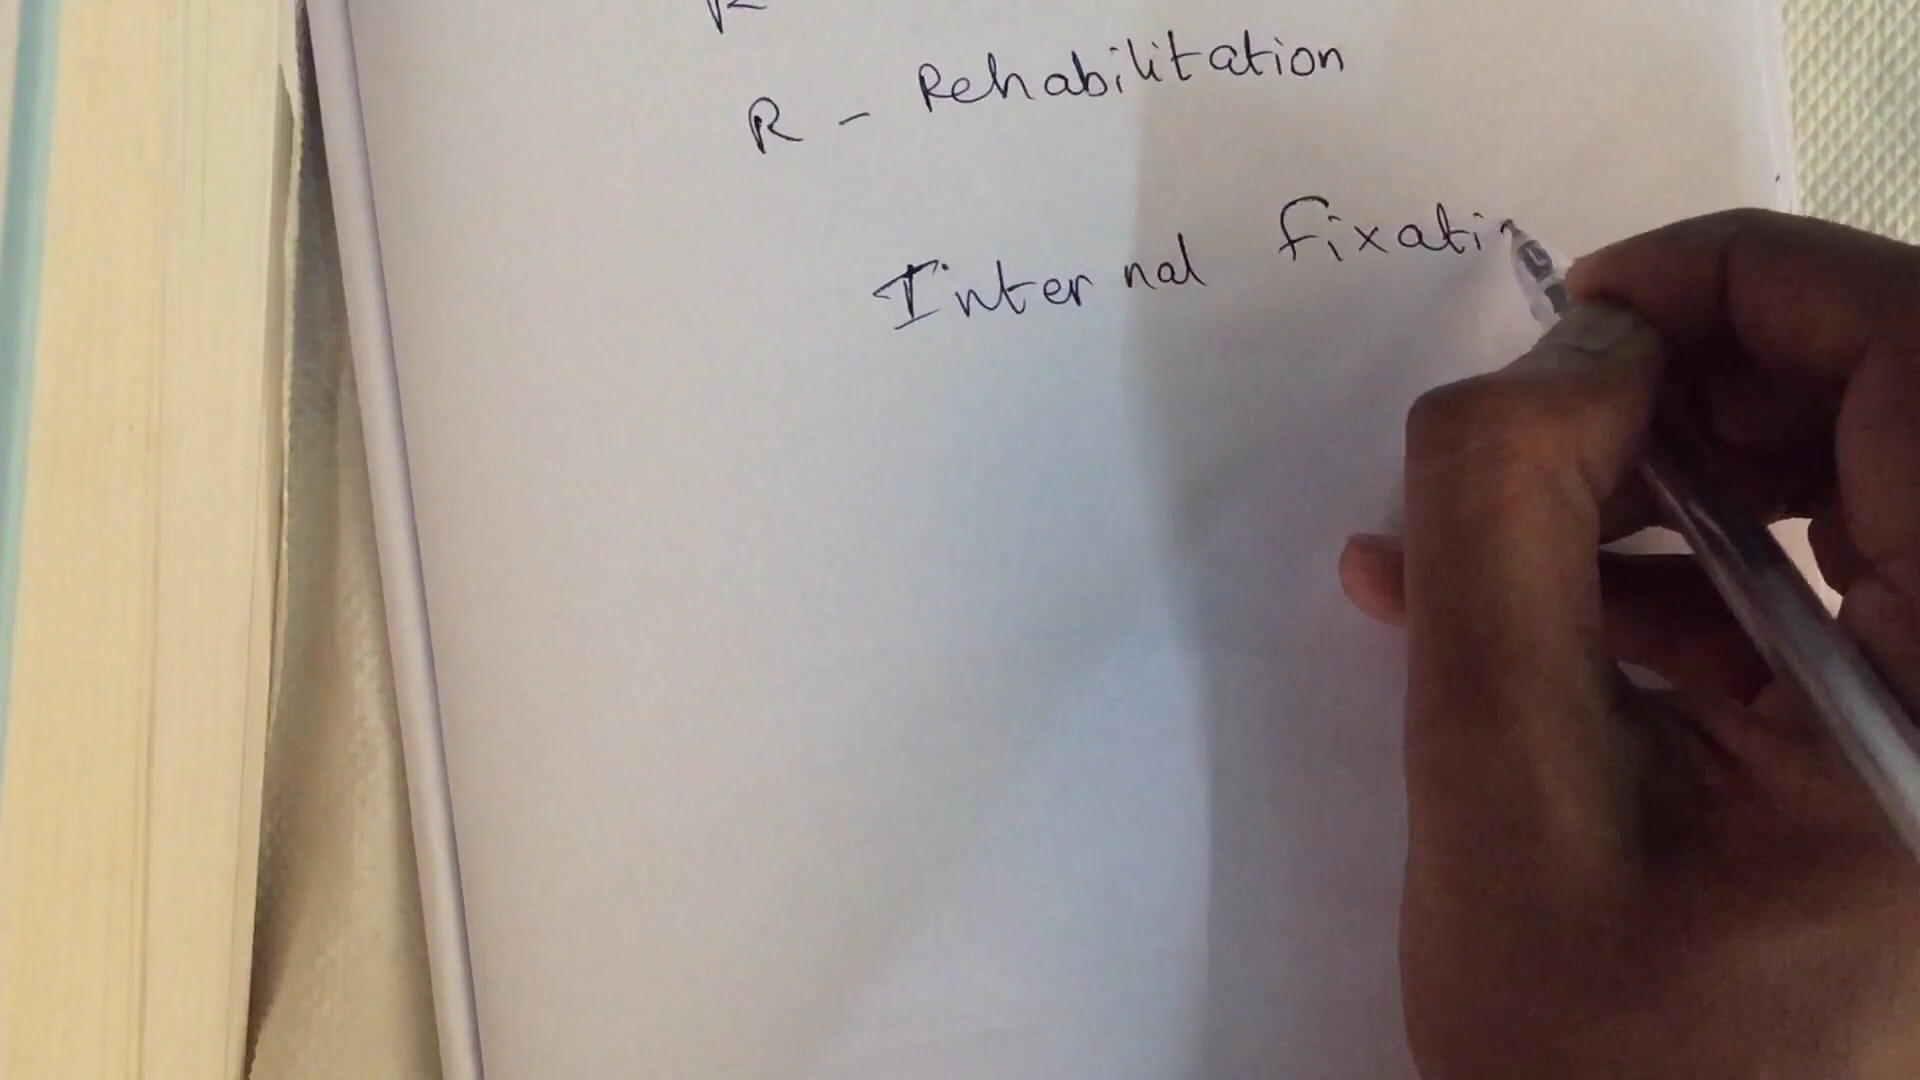 R
R - Rehabilitation
Internal fixati